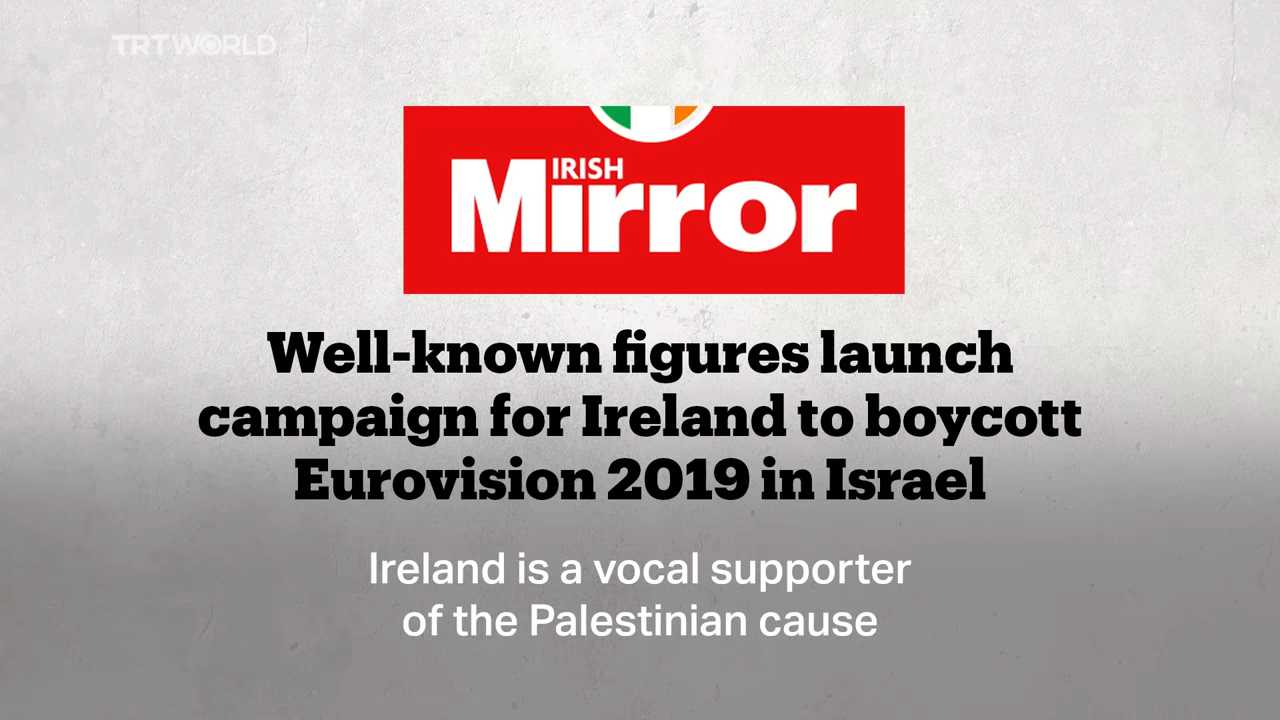 TRT WORLD
IRISH
Mirror
Well-known figures launch
campaign for Ireland to boycott
Eurovision 2019 in Israel
Ireland is a vocal supporter
of the Palestinian cause